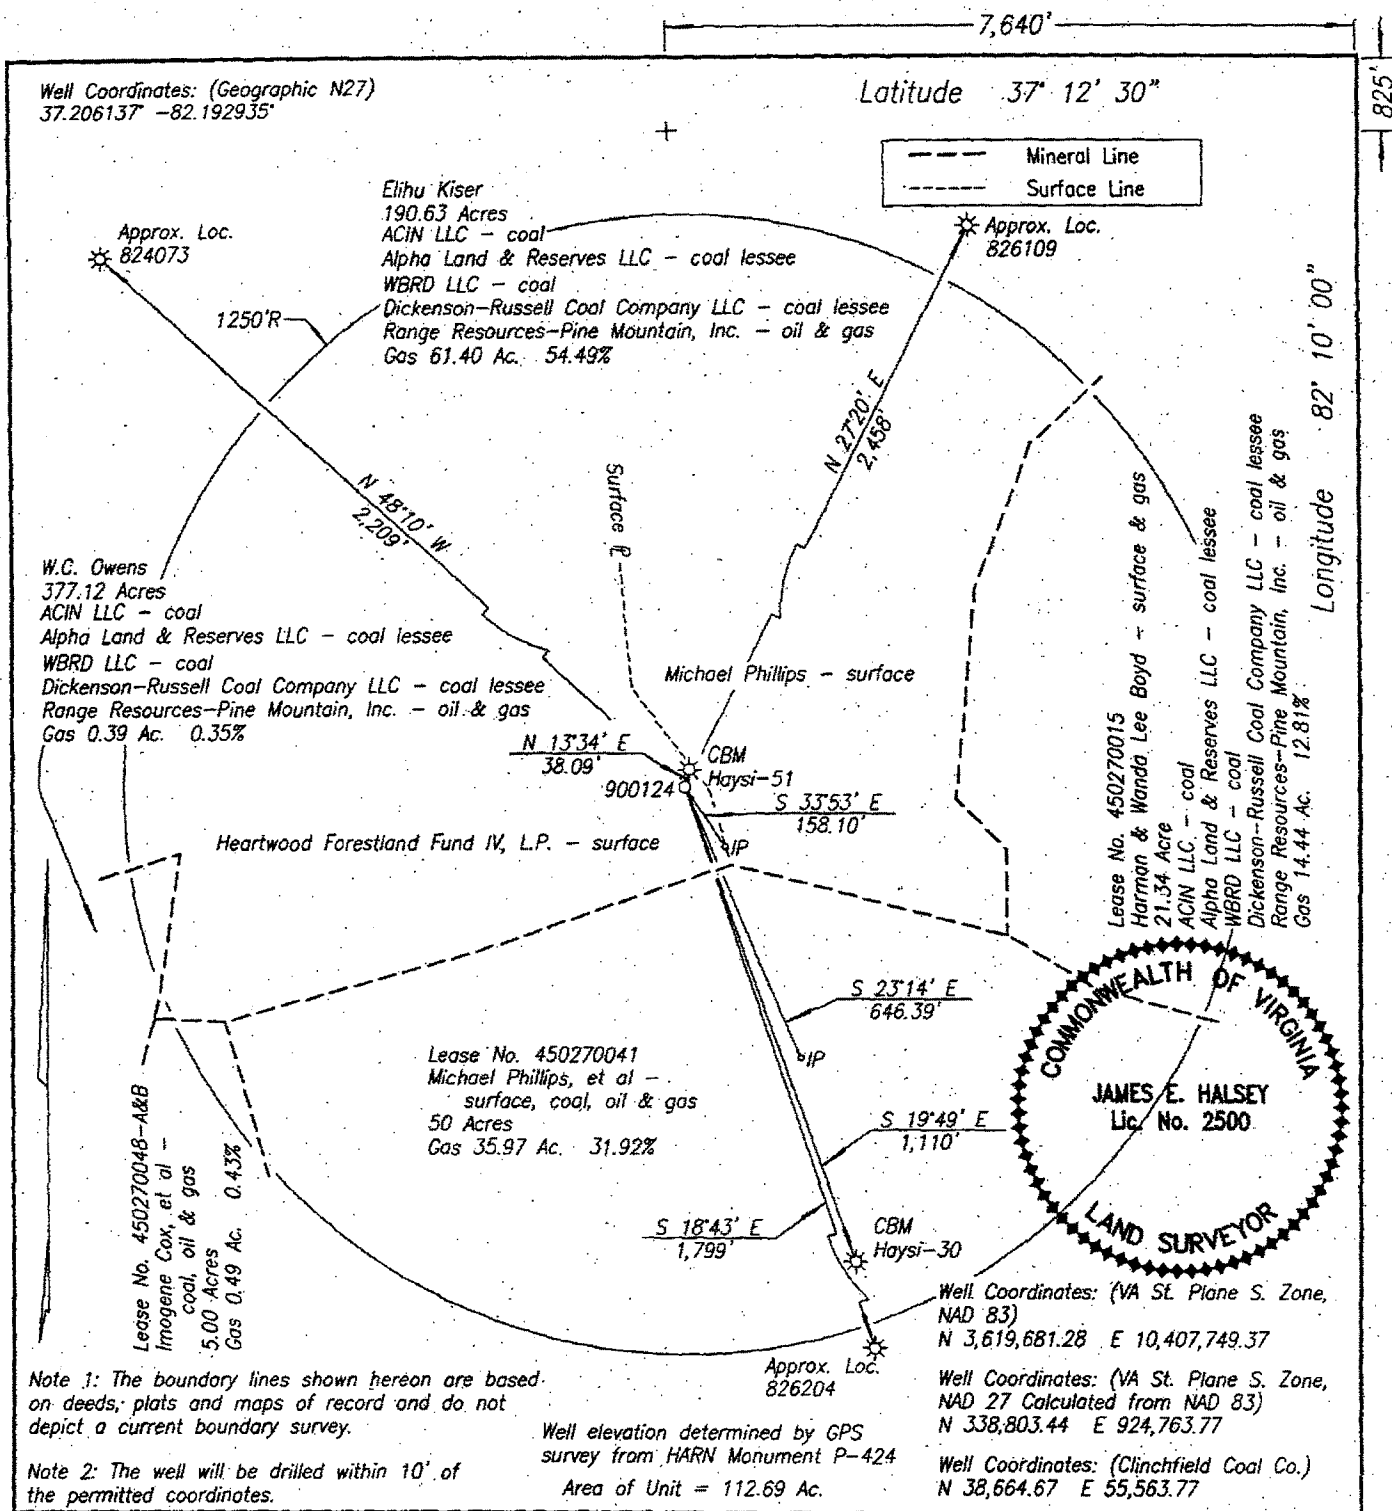 7,640'
825'
Well Coordinates: (Geographic N27)
37.206137° -82.192935°
Latitude 37° 12' 30"
Mineral Line
Surface Line
Elihu Kiser
190.63 Acres
ACIN LLC - coal
Alpha Land & Reserves LLC - coal lessee
WBRD LLC - coal
Dickenson-Russell Coal Company LLC - coal lessee
Range Resources-Pine Mountain, Inc. - oil & gas
Gas 61.40 Ac. 54.49%
Approx. Loc.
824073
Approx. Loc.
826109
1250'R
N 27°20' E
2,458'
N 48°10' W
2,209'
Surface
Longitude 82° 10' 00"
W.C. Owens
377.12 Acres
ACIN LLC - coal
Alpha Land & Reserves LLC - coal lessee
WBRD LLC - coal
Dickenson-Russell Coal Company LLC - coal lessee
Range Resources-Pine Mountain, Inc. - oil & gas
Gas 0.39 Ac. 0.35%
Michael Phillips - surface
Lease No. 450270015
Harman & Wanda Lee Boyd - surface & gas
21.34 Acre
ACIN LLC - coal
Alpha Land & Reserves LLC - coal lessee
WBRD LLC - coal
Dickenson-Russell Coal Company LLC - coal lessee
Range Resources-Pine Mountain, Inc. - oil & gas
Gas 14.44 Ac. 12.81%
N 13°34' E
38.09'
CBM
Haysi-51
900124
S 33°53' E
158.10'
IP
Heartwood Forestland Fund IV, L.P. - surface
S 23°14' E
646.39'
IP
Lease No. 450270041
Michael Phillips, et al -
surface, coal, oil & gas
50 Acres
Gas 35.97 Ac. 31.92%
COMMONWEALTH OF VIRGINIA
JAMES E. HALSEY
Lic. No. 2500
LAND SURVEYOR
S 19°49' E
1,110'
S 18°43' E
1,799'
CBM
Haysi-30
Lease No. 450270048-A&B
Imogene Cox, et al -
coal, oil & gas
5.00 Acres
Gas 0.49 Ac. 0.43%
Approx. Loc.
826204
Well Coordinates: (VA St. Plane S. Zone,
NAD 83)
N 3,619,681.28 E 10,407,749.37
Well Coordinates: (VA St. Plane S. Zone,
NAD 27 Calculated from NAD 83)
N 338,803.44 E 924,763.77
Well Coordinates: (Clinchfield Coal Co.)
N 38,664.67 E 55,563.77
Note 1: The boundary lines shown hereon are based
on deeds, plats and maps of record and do not
depict a current boundary survey.
Note 2: The well will be drilled within 10' of
the permitted coordinates.
Well elevation determined by GPS
survey from HARN Monument P-424
Area of Unit = 112.69 Ac.